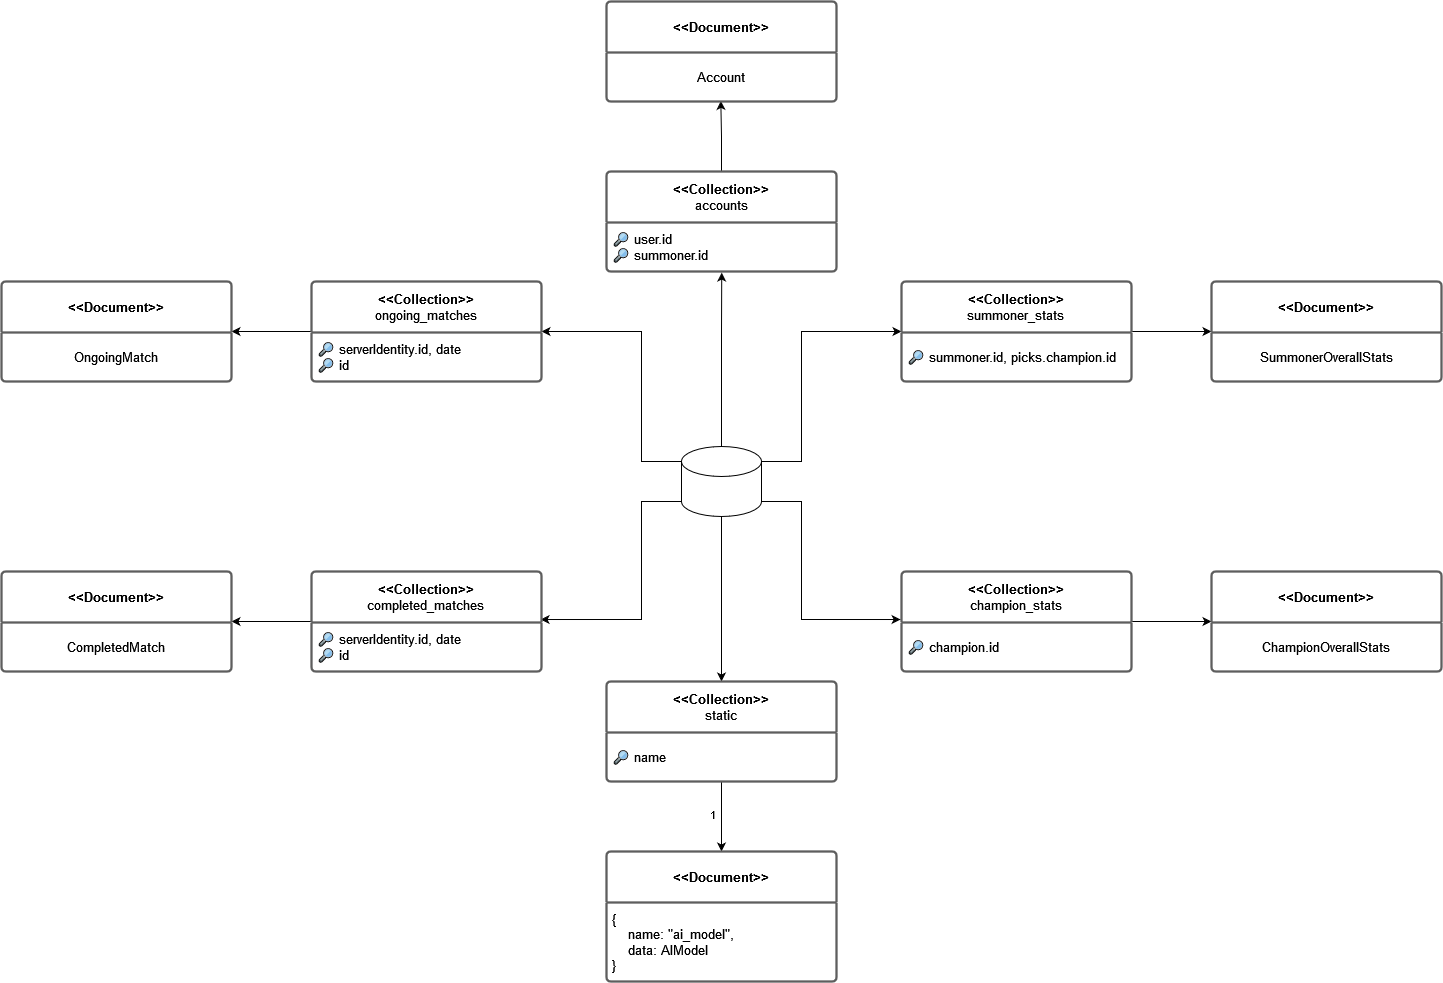 <<Document>>
Account
<<Collection>>
accounts
user.id
summoner.id
<<Document>>
OngoingMatch
<<Collection>>
ongoing_matches
serverIdentity.id, date
id
<<Collection>>
summoner_stats
summoner.id, picks.champion.id
<<Document>>
SummonerOverallStats
<<Document>>
CompletedMatch
<<Collection>>
completed_matches
serverIdentity.id, date
id
<<Collection>>
champion_stats
champion.id
<<Document>>
ChampionOverallStats
<<Collection>>
static
name
1
<<Document>>
{
name: "ai_model",
data: AIModel
}